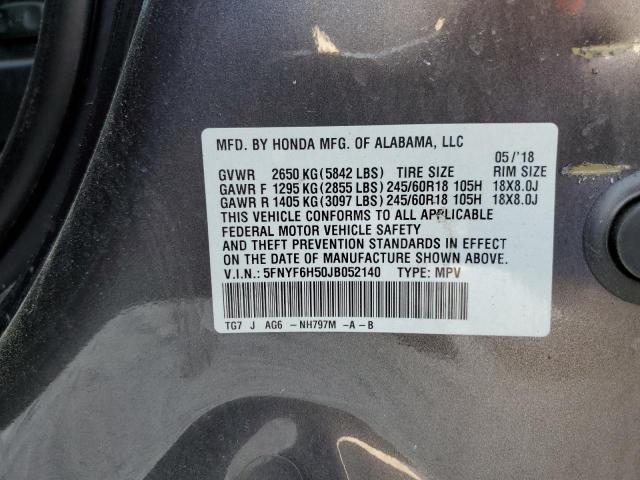 MFD. BY HONDA MFG. OF ALABAMA, LLC 05/'18
GVWR 2650 KG(5842 LBS) TIRE SIZE RIM SIZE
GAWR F 1295 KG(2855 LBS)245/60R18 105H 18X8.0J
GAWR R 1405 KG(3097 LBS)245/60R18 105H 18X8.0J
THIS VEHICLE CONFORMS TO ALL APPLICABLE
FEDERAL MOTOR VEHICLE SAFETY
AND THEFT PREVENTION STANDARDS IN EFFECT
ON THE DATE OF MANUFACTURE SHOWN ABOVE.
V.I.N.: 5FNYF6H50JB052140 TYPE: MPV
TG7 J AG6 -NH797M -A-B